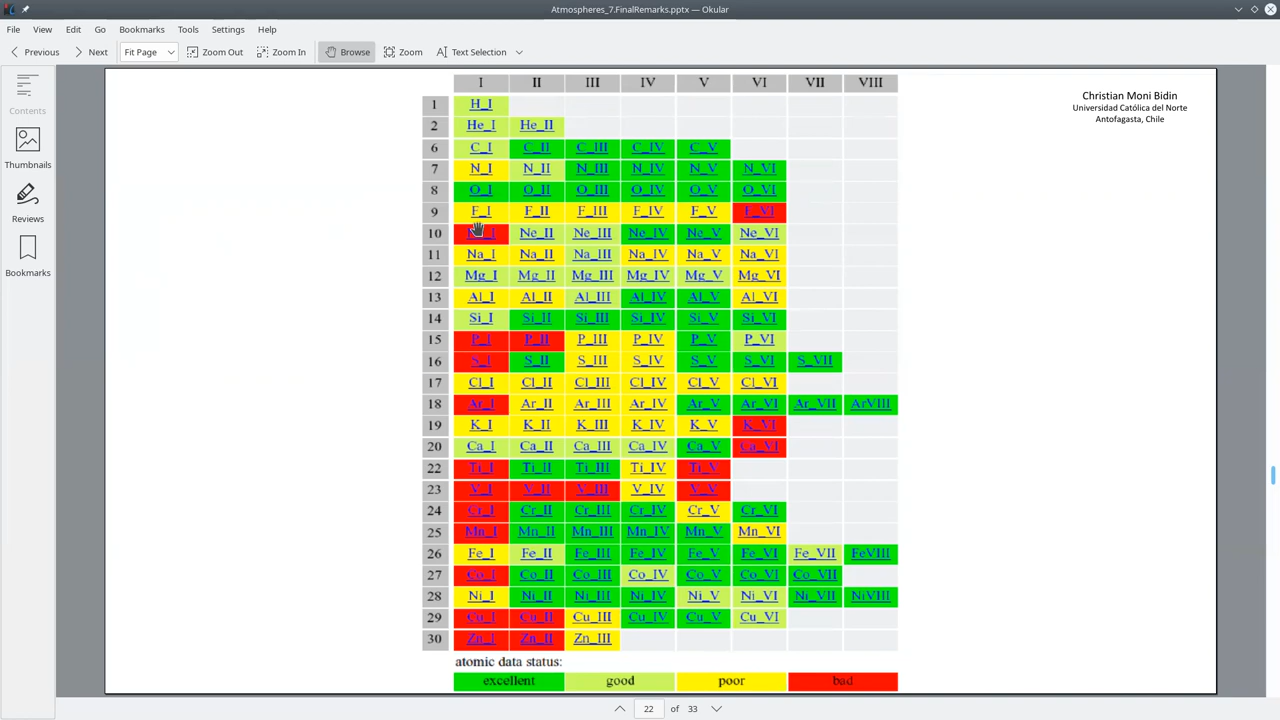 Atmospheres_7.FinalRemarks.pptx — Okular
File View Edit Go Bookmarks Tools Settings Help
Previous Next Fit Page Zoom Out Zoom In Browse Zoom Text Selection
Contents
Thumbnails
Reviews
Bookmarks
Christian Moni Bidin
Universidad Católica del Norte
Antofagasta, Chile
I II III IV V VI VII VIII
1 H_I
2 He_I He_II
6 C_I C_II C_III C_IV C_V
7 N_I N_II N_III N_IV N_V N_VI
8 O_I O_II O_III O_IV O_V O_VI
9 F_I F_II F_III F_IV F_V F_VI
10 Ne_II Ne_III Ne_IV Ne_V Ne_VI
11 Na_I Na_II Na_III Na_IV Na_V Na_VI
12 Mg_I Mg_II Mg_III Mg_IV Mg_V Mg_VI
13 Al_I Al_II Al_III Al_IV Al_V Al_VI
14 Si_I Si_II Si_III Si_IV Si_V Si_VI
15 P_I P_II P_III P_IV P_V P_VI
16 S_I S_II S_III S_IV S_V S_VI S_VII
17 Cl_I Cl_II Cl_III Cl_IV Cl_V Cl_VI
18 Ar_I Ar_II Ar_III Ar_IV Ar_V Ar_VI Ar_VII ArVIII
19 K_I K_II K_III K_IV K_V K_VI
20 Ca_I Ca_II Ca_III Ca_IV Ca_V Ca_VI
22 Ti_I Ti_II Ti_III Ti_IV Ti_V
23 V_I V_II V_III V_IV V_V
24 Cr_I Cr_II Cr_III Cr_IV Cr_V Cr_VI
25 Mn_I Mn_II Mn_III Mn_IV Mn_V Mn_VI
26 Fe_I Fe_II Fe_III Fe_IV Fe_V Fe_VI Fe_VII FeVIII
27 Co_I Co_II Co_III Co_IV Co_V Co_VI Co_VII
28 Ni_I Ni_II Ni_III Ni_IV Ni_V Ni_VI Ni_VII NiVIII
29 Cu_I Cu_II Cu_III Cu_IV Cu_V Cu_VI
30 Zn_I Zn_II Zn_III
atomic data status:
excellent good poor bad
22 of 33